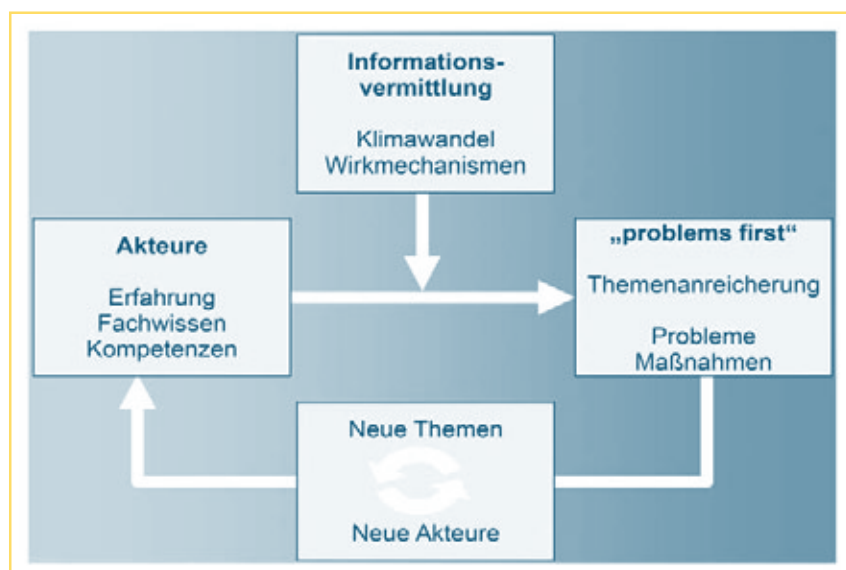 Informations-
vermittlung
Klimawandel
Wirkmechanismen
Akteure
Erfahrung
Fachwissen
Kompetenzen
„problems first“
Themenanreicherung
Probleme
Maßnahmen
Neue Themen
Neue Akteure